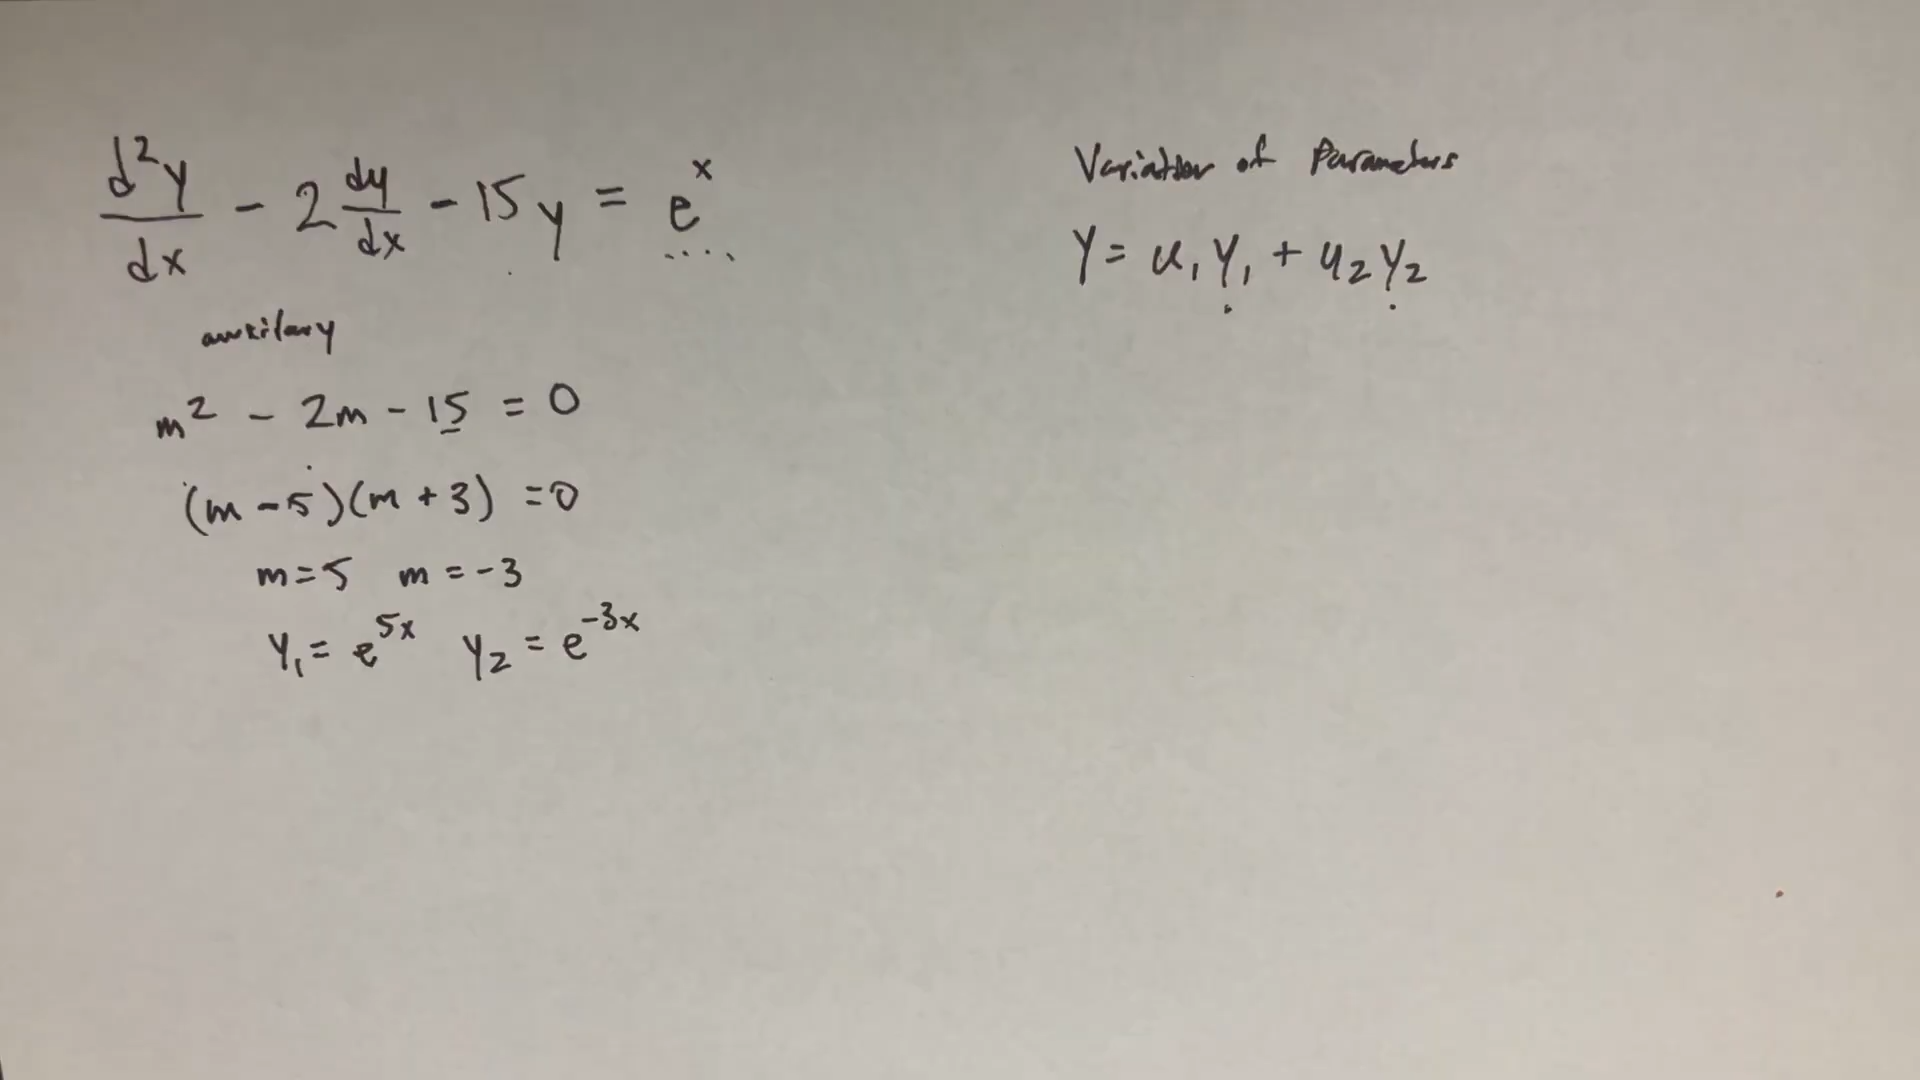 d²y/dx - 2 dy/dx - 15y = e^x
auxilary
m² - 2m - 15 = 0
(m - 5)(m + 3) = 0
m = 5 m = -3
y₁ = e^5x y₂ = e^-3x
Variation of Parameters
y = u₁y₁ + u₂y₂